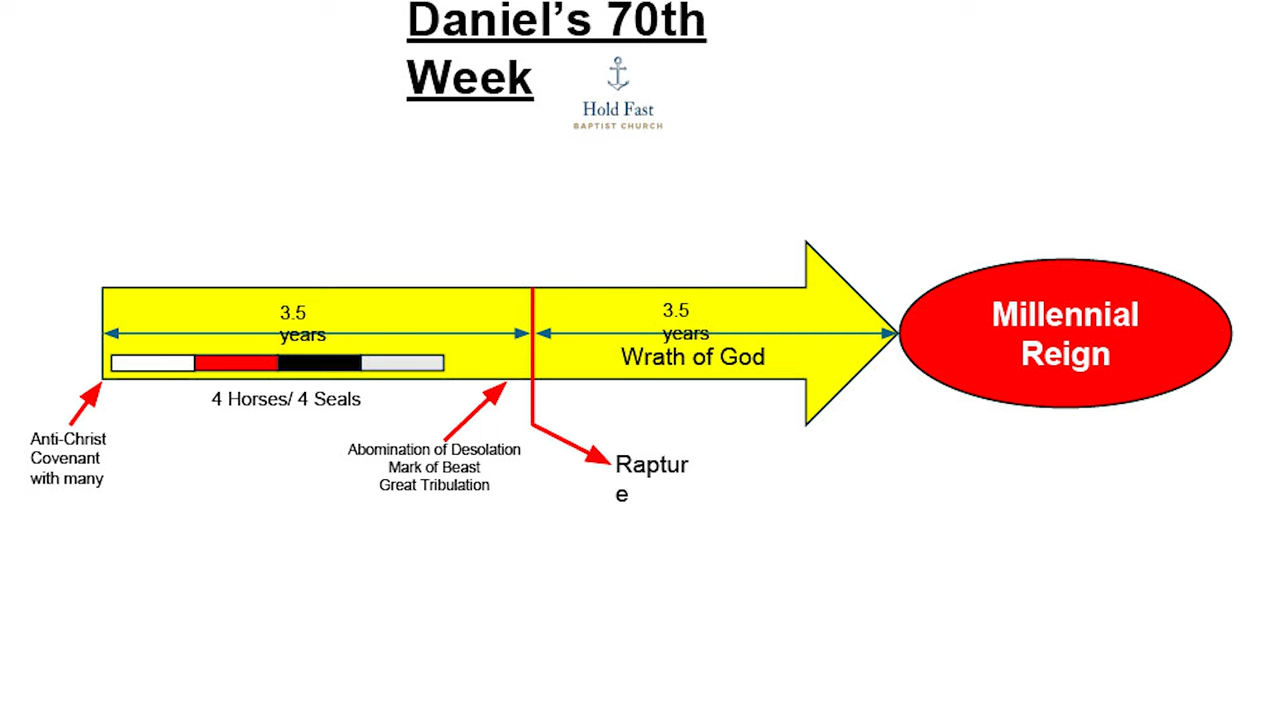 Daniel’s 70th
Week
Hold Fast
BAPTIST CHURCH
3.5
years
3.5
years
Wrath of God
Millennial
Reign
4 Horses/ 4 Seals
Anti-Christ
Covenant
with many
Abomination of Desolation
Mark of Beast
Great Tribulation
Raptur
e